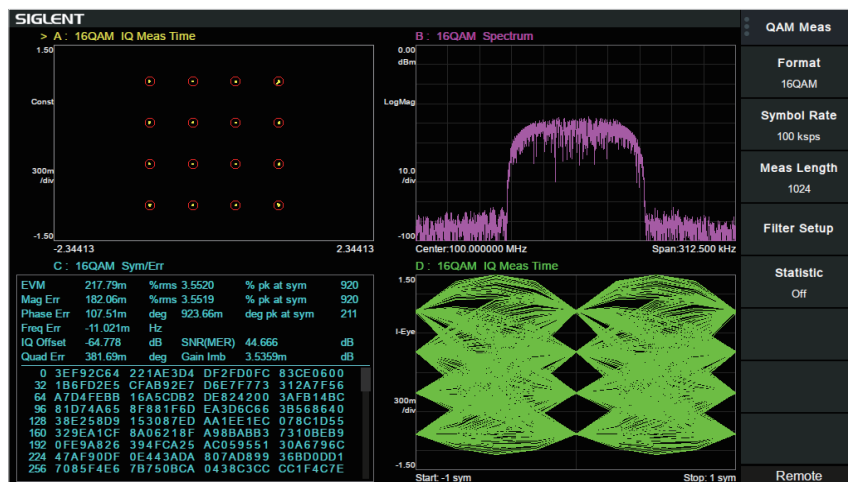 SIGLENT
> A : 16QAM IQ Meas Time
1.50
Const
300m
/div
-1.50
-2.34413 2.34413
B : 16QAM Spectrum
0.00
dBm
LogMag
10.0
/div
-100
Center:100.000000 MHz Span:312.500 kHz
C : 16QAM Sym/Err
EVM 217.79m %rms 3.5520 % pk at sym 920
Mag Err 182.06m %rms 3.5519 % pk at sym 920
Phase Err 107.51m deg 923.66m deg pk at sym 211
Freq Err -11.021m Hz
IQ Offset -64.778 dB SNR(MER) 44.666 dB
Quad Err 381.69m deg Gain Imb 3.5359m dB
0 3EF92C64 221AE3D4 DF2FD0FC 83CE0600
32 1B6FD2E5 CFAB92E7 D6E7F773 312A7F56
64 A7D4FEBB 16A5CDB2 DE824200 3AFB14BC
96 81D74A65 8F881F6D EA3D6C66 3B568640
128 38E258D9 153087ED AA1EE1EC 078C1D55
160 329EA1CF 8A06218F A98BABB3 7310BEB9
192 0FE9A826 394FCA25 AC059551 30A6796C
224 47AF90DF 0E443ADA 807AD899 36BD0DD1
256 7085F4E6 7B750BCA 0438C3CC CC1F4C7E
D : 16QAM IQ Meas Time
1.50
I-Eye
300m
/div
-1.50
Start: -1 sym Stop: 1 sym
QAM Meas
Format
16QAM
Symbol Rate
100 ksps
Meas Length
1024
Filter Setup
Statistic
Off
Remote